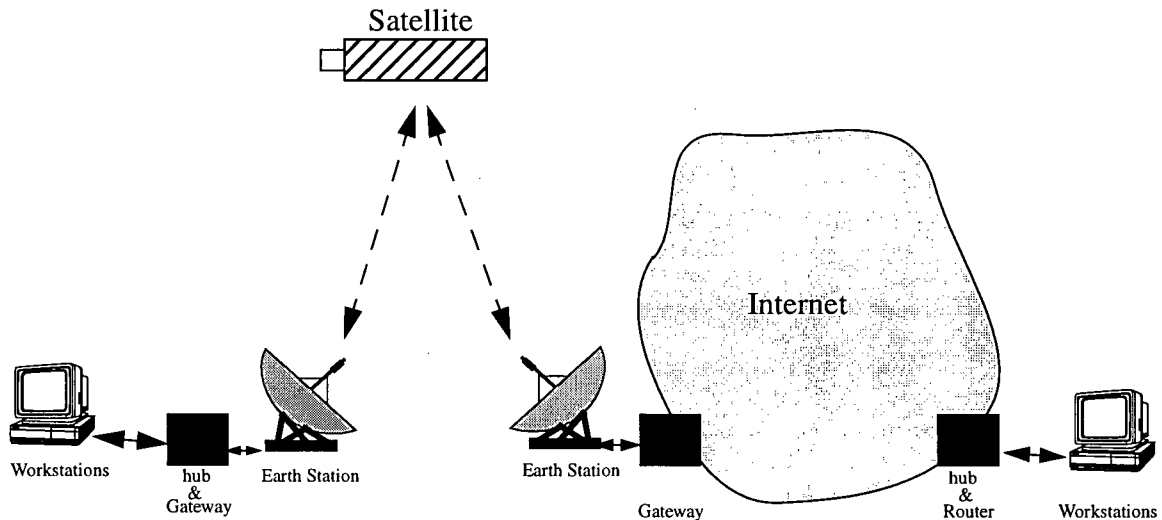 Satellite
Internet
Workstations
hub
&
Gateway
Earth Station
Earth Station
Gateway
hub
&
Router
Workstations